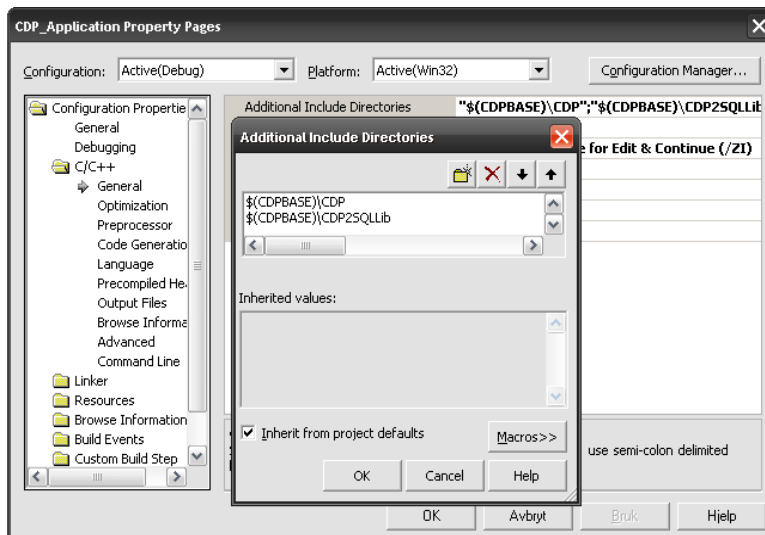 CDP_Application Property Pages
Configuration: Active(Debug) Platform: Active(Win32) Configuration Manager...
Configuration Propertie
General
Debugging
C/C++
General
Optimization
Preprocessor
Code Generatio
Language
Precompiled He
Output Files
Browse Informa
Advanced
Command Line
Linker
Resources
Browse Information
Build Events
Custom Build Step
Additional Include Directories "$(CDPBASE)\CDP";"$(CDPBASE)\CDP2SQLLib
for Edit & Continue (/ZI)
Additional Include Directories
$(CDPBASE)\CDP
$(CDPBASE)\CDP2SQLLib
Inherited values:
Inherit from project defaults
Macros>>
OK Cancel Help
use semi-colon delimited
OK Avbryt Bruk Hjelp